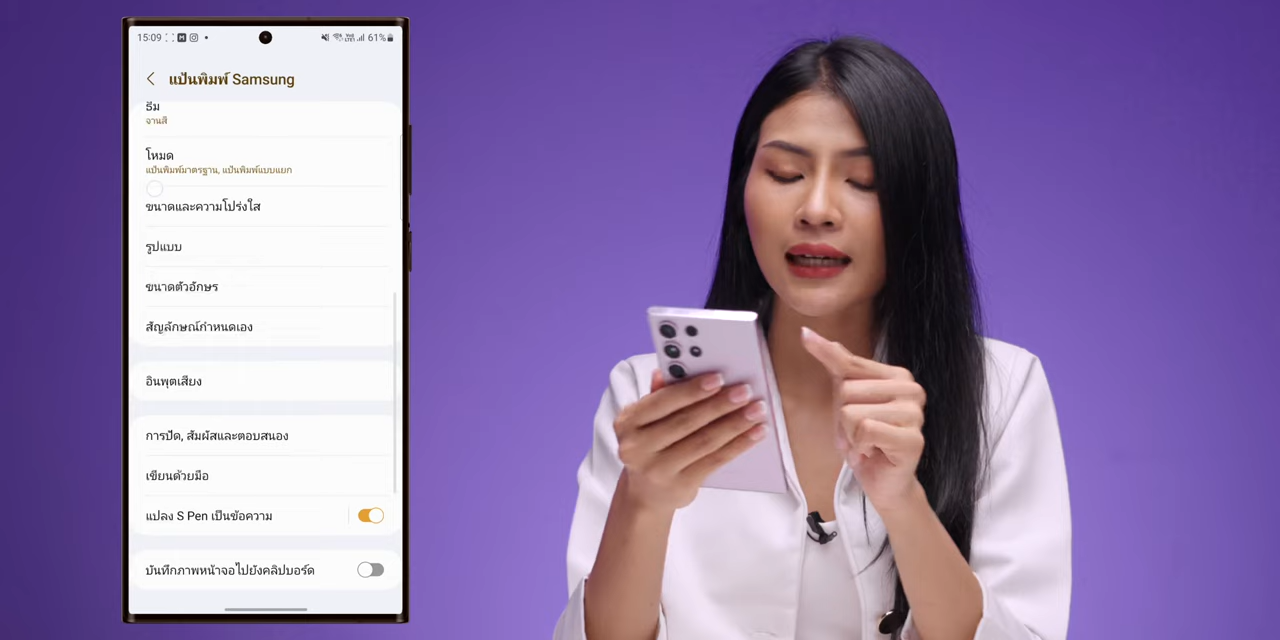 15:09 61%
แป้นพิมพ์ Samsung
ธีม
จานสี
โหมด
แป้นพิมพ์มาตรฐาน, แป้นพิมพ์แบบแยก
ขนาดและความโปร่งใส
รูปแบบ
ขนาดตัวอักษร
สัญลักษณ์กำหนดเอง
อินพุตเสียง
การปัด, สัมผัสและตอบสนอง
เขียนด้วยมือ
แปลง S Pen เป็นข้อความ
บันทึกภาพหน้าจอไปยังคลิปบอร์ด